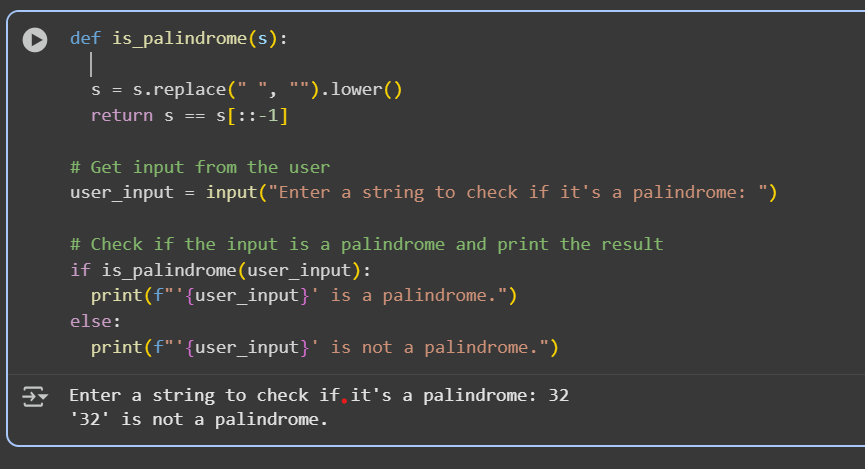 def is_palindrome(s):
s = s.replace(" ", "").lower()
return s == s[::-1]
# Get input from the user
user_input = input("Enter a string to check if it's a palindrome: ")
# Check if the input is a palindrome and print the result
if is_palindrome(user_input):
print(f"'{user_input}' is a palindrome.")
else:
print(f"'{user_input}' is not a palindrome.")
Enter a string to check if it's a palindrome: 32
'32' is not a palindrome.